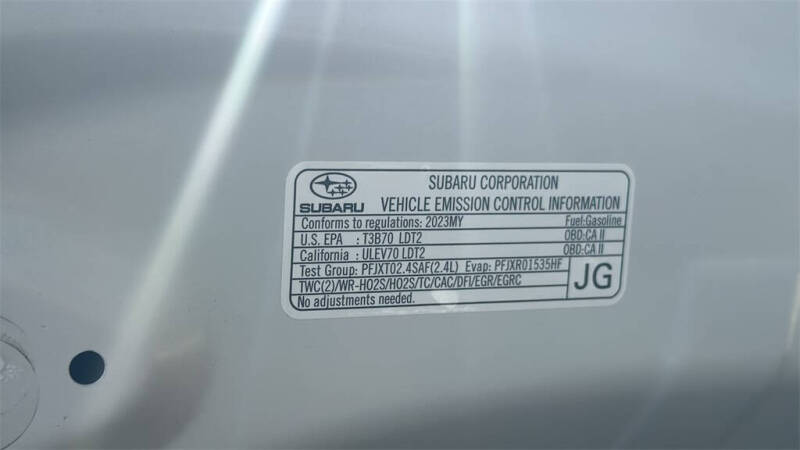 SUBARU CORPORATION
SUBARU VEHICLE EMISSION CONTROL INFORMATION
Conforms to regulations: 2023MY Fuel:Gasoline
U.S. EPA : T3B70 LDT2 OBD:CA II
California : ULEV70 LDT2 OBD:CA II
Test Group: PFJXT02.4SAF(2.4L) Evap: PFJXR01535HF
TWC(2)/WR-HO2S/HO2S/TC/CAC/DFI/EGR/EGRC JG
No adjustments needed.